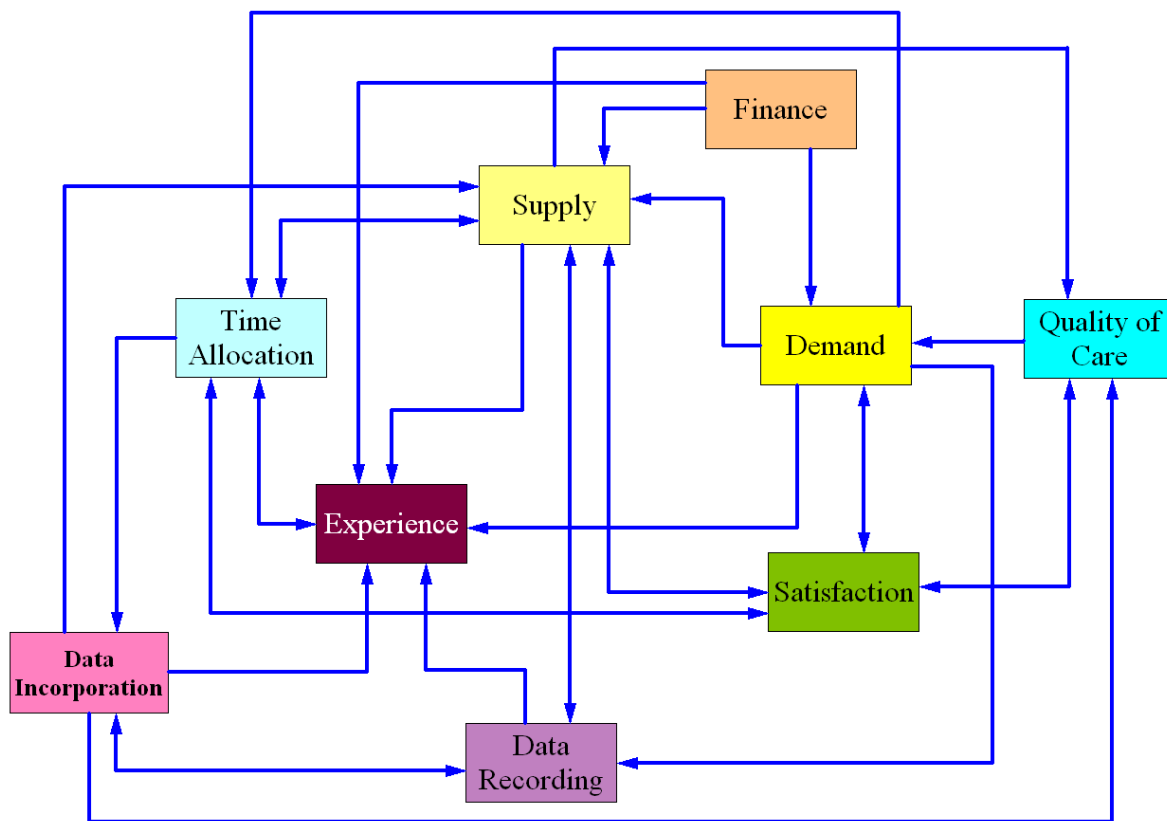 Finance
Supply
Time
Allocation
Demand
Quality of
Care
Experience
Satisfaction
Data
Incorporation
Data
Recording